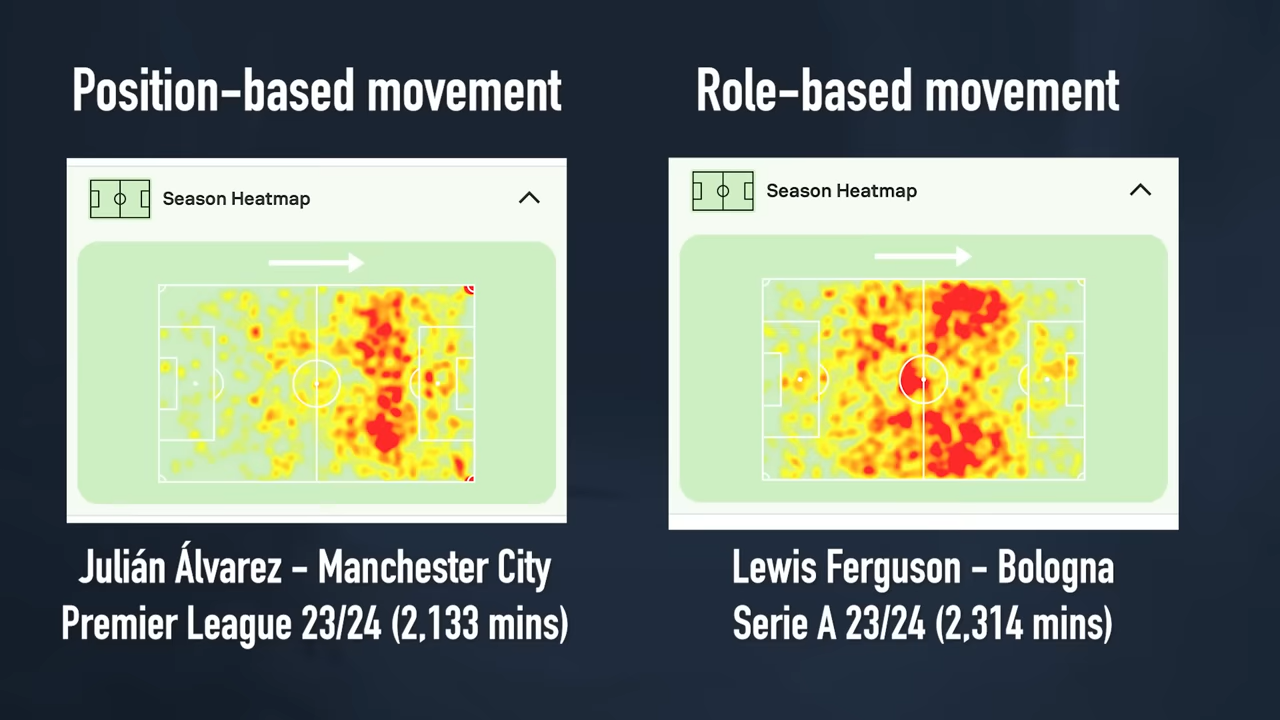 Position-based movement
Role-based movement
Season Heatmap
Season Heatmap
Julián Álvarez - Manchester City
Premier League 23/24 (2,133 mins)
Lewis Ferguson - Bologna
Serie A 23/24 (2,314 mins)